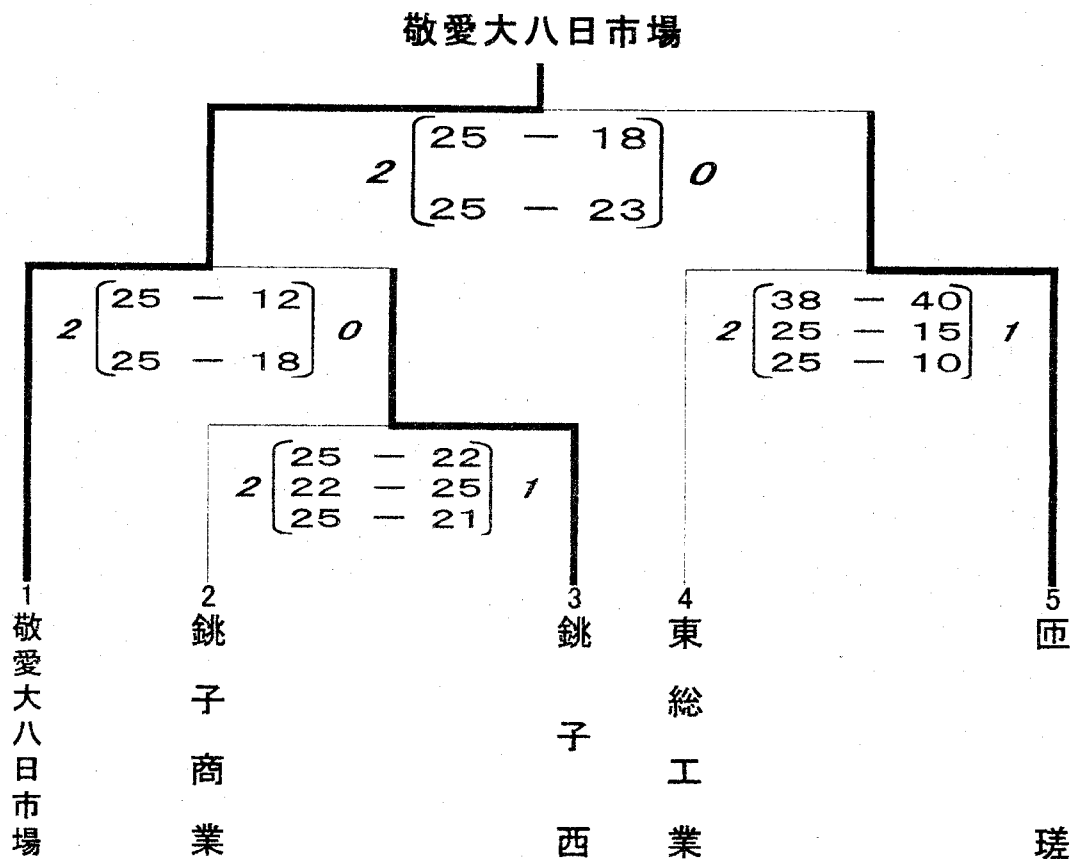 敬愛大八日市場
2 25 － 18 0
25 － 23
2 25 － 12 0
25 － 18
2 38 － 40 1
25 － 15
25 － 10
2 25 － 22 1
22 － 25
25 － 21
1 敬愛大八日市場
2 銚子商業
3 銚子西
4 東総工業
5 匝瑳